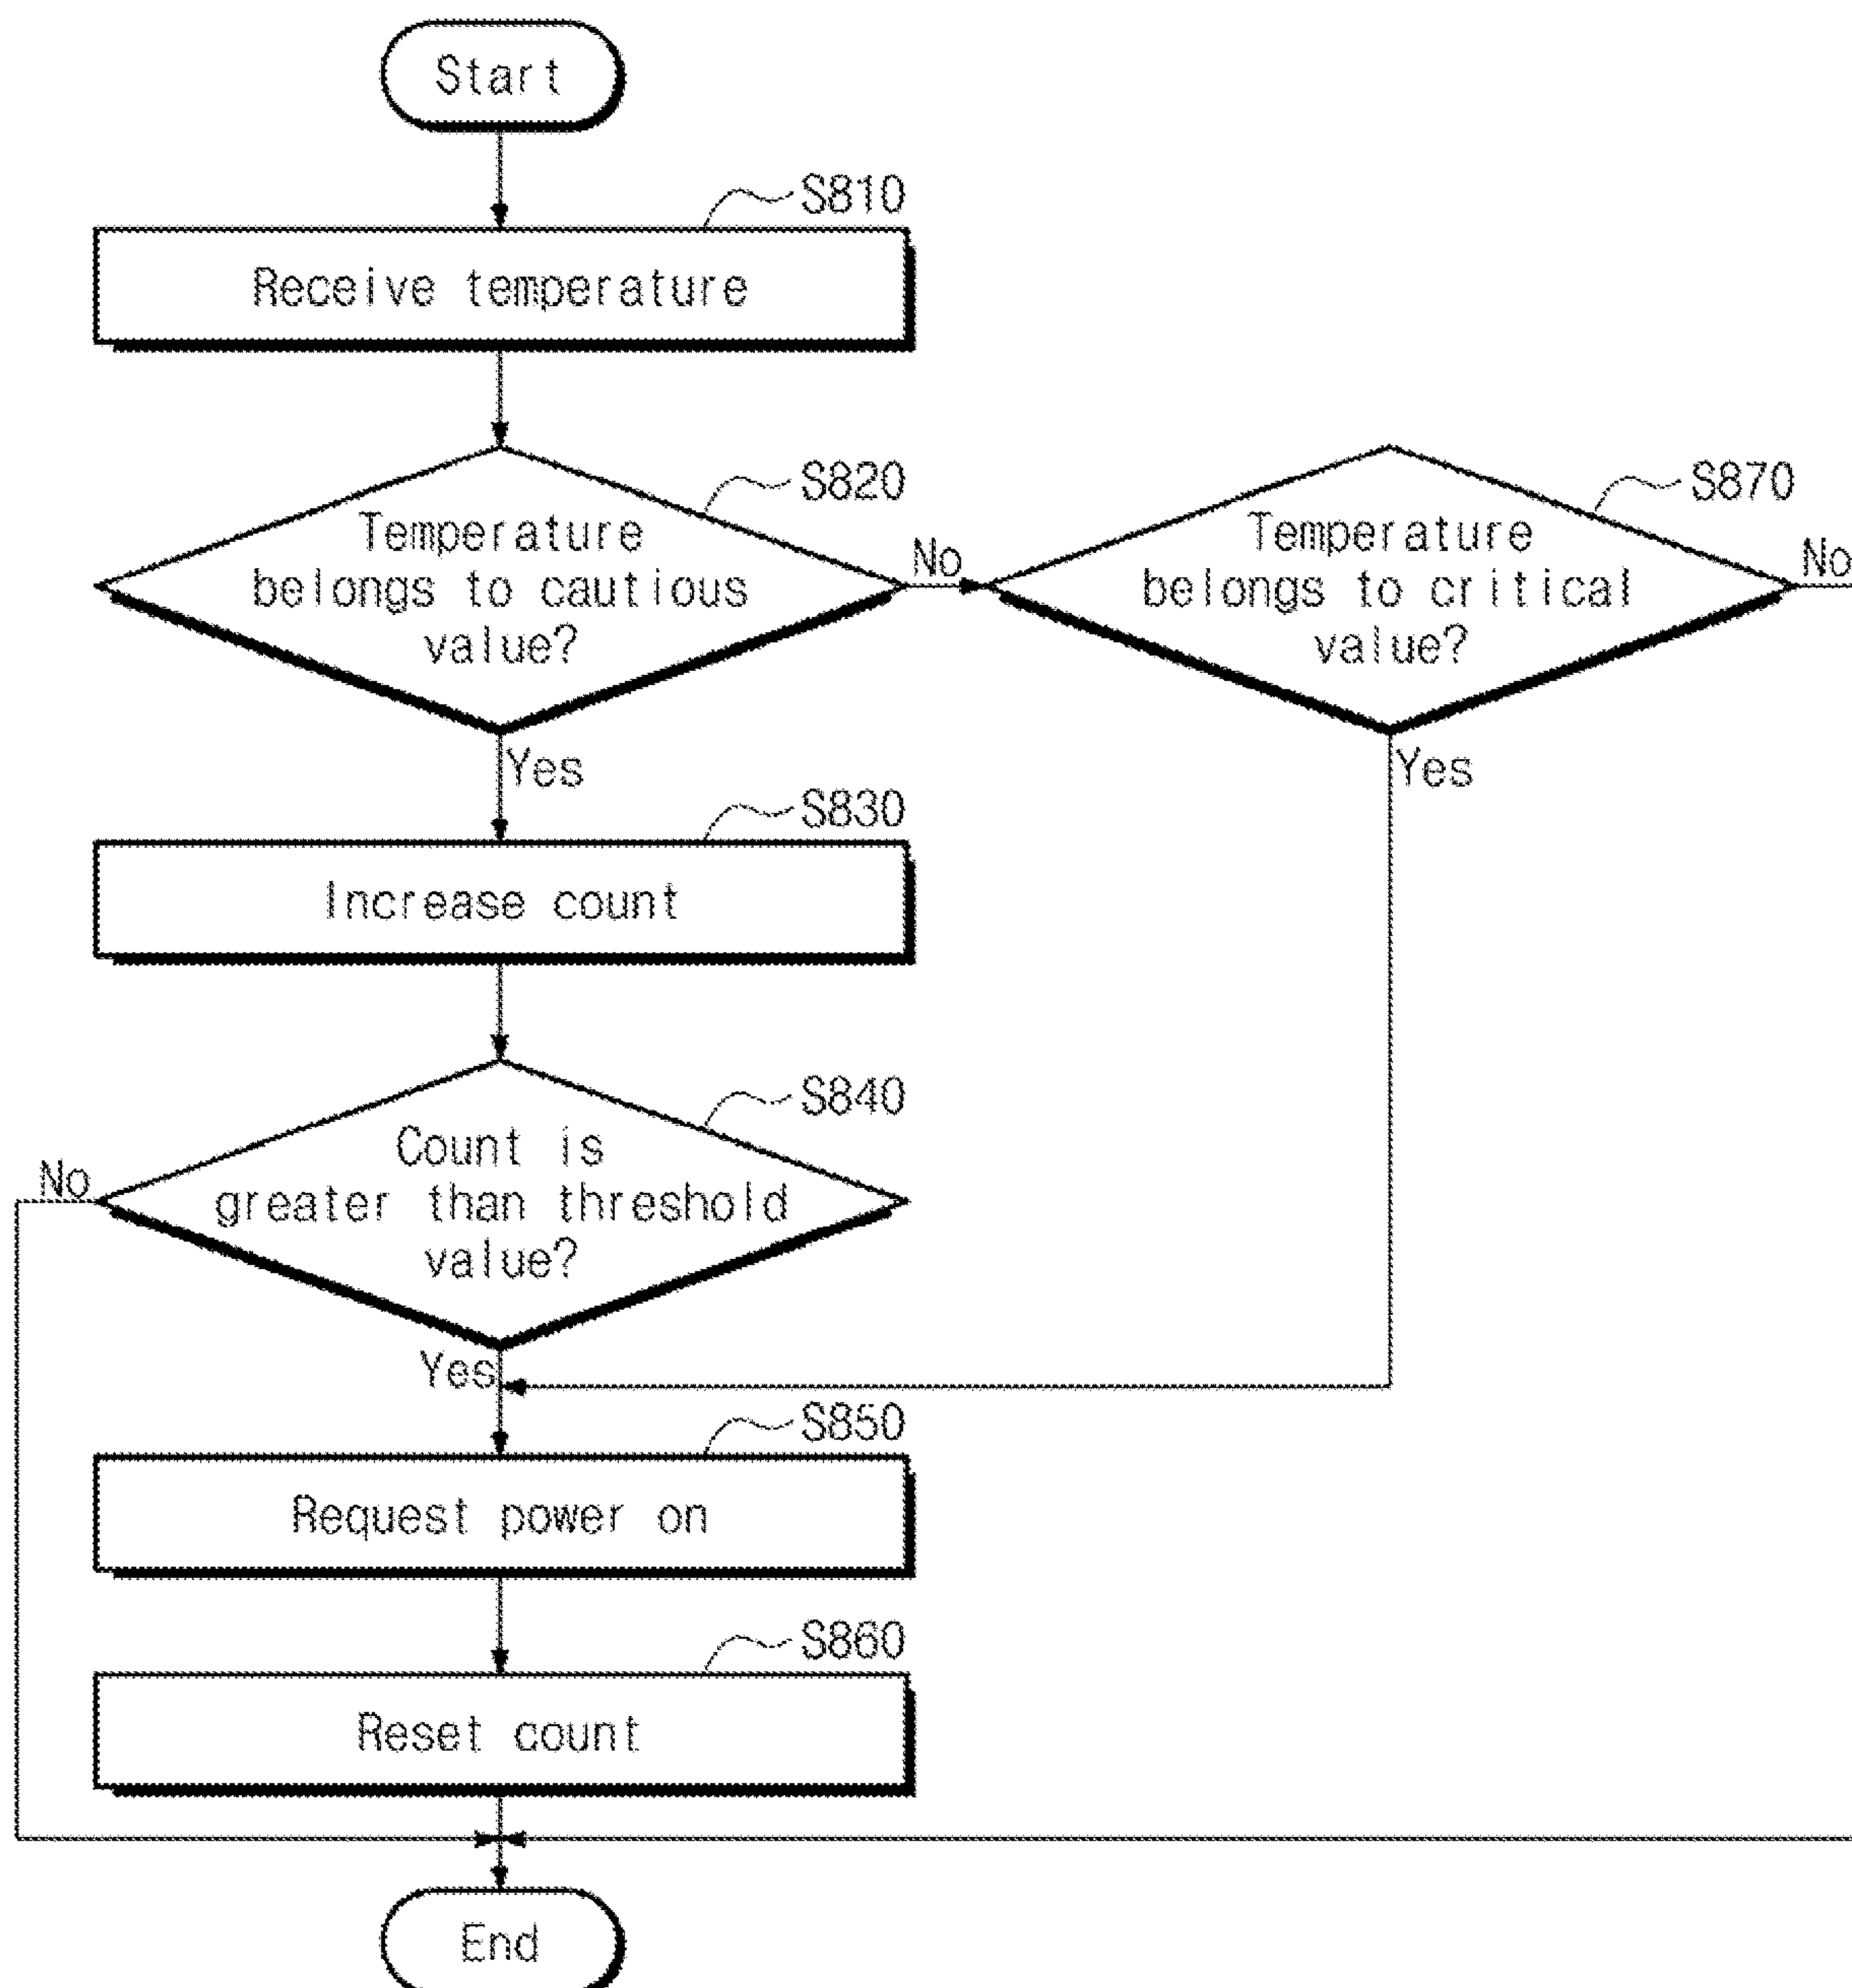 Start
S810
Receive temperature
S820
Temperature
belongs to cautious
value?
No
Yes
S870
Temperature
belongs to critical
value?
No
Yes
S830
Increase count
S840
Count is
greater than threshold
value?
No
Yes
S850
Request power on
S860
Reset count
End